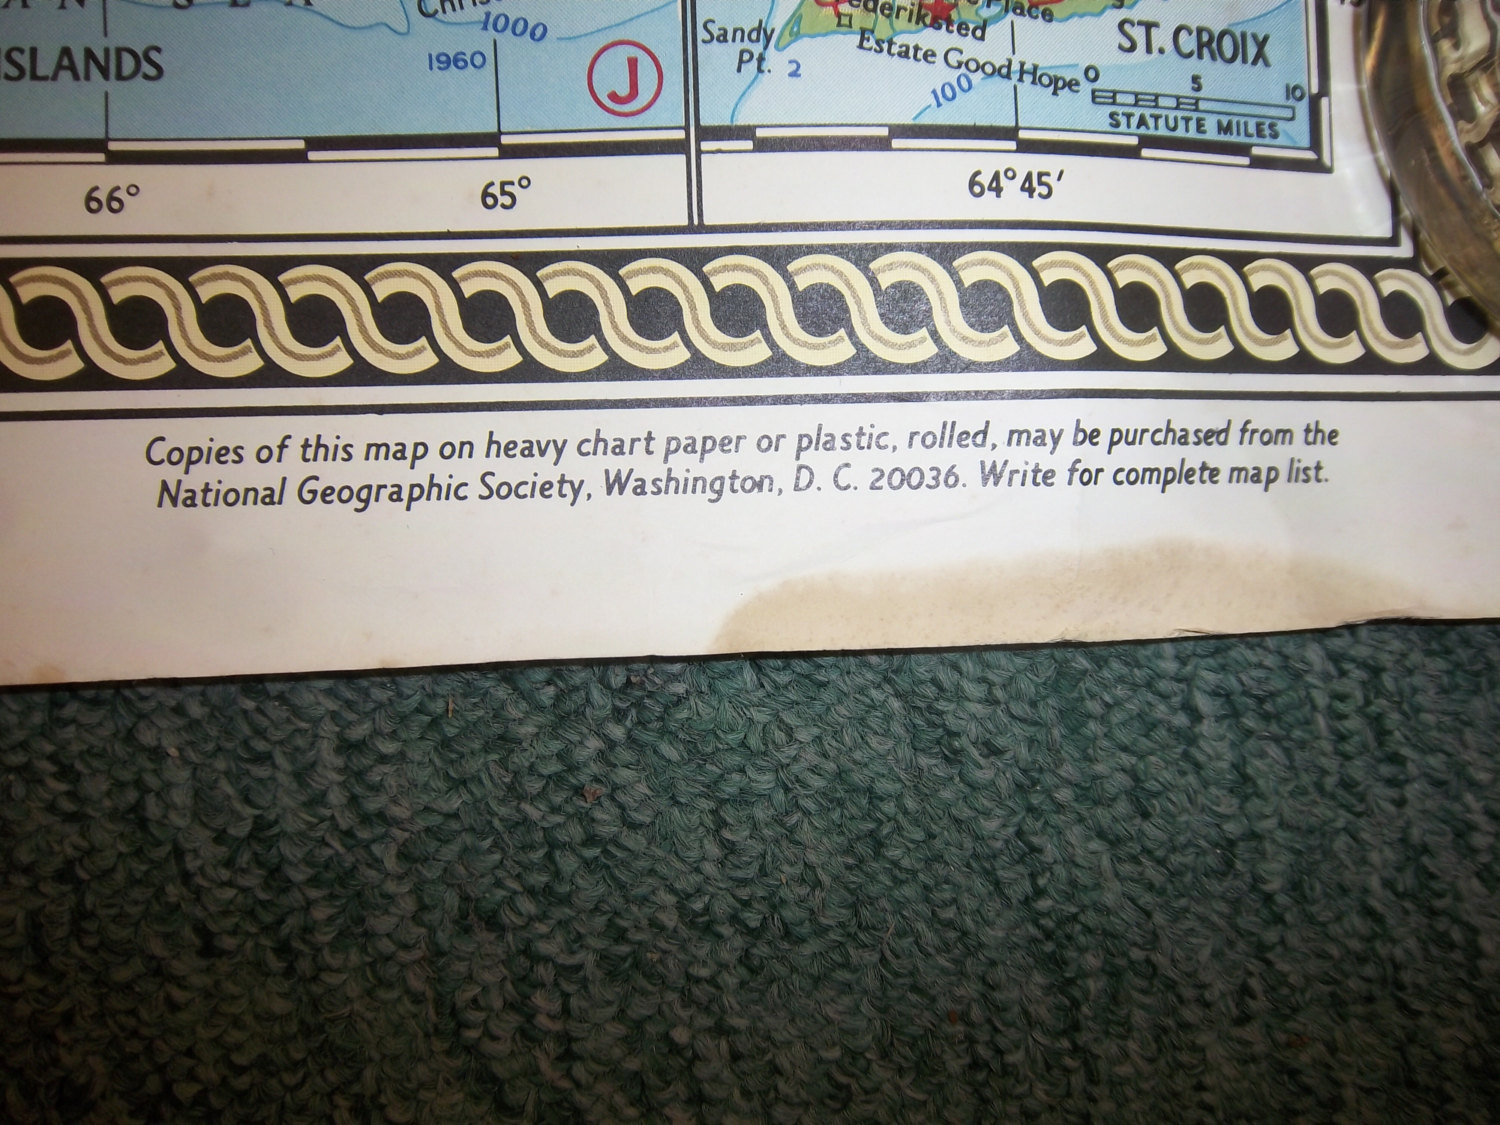 1000
1960
ISLANDS
J
Sandy
Pt. 2
Place
Estate Good Hope
100
ST. CROIX
0 5 10
STATUTE MILES
66° 65° 64°45′
Copies of this map on heavy chart paper or plastic, rolled, may be purchased from the
National Geographic Society, Washington, D. C. 20036. Write for complete map list.